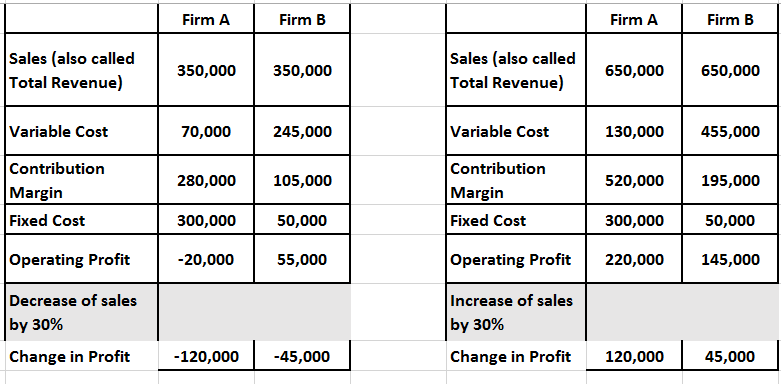 Firm A Firm B
Sales (also called
Total Revenue) 350,000 350,000
Variable Cost 70,000 245,000
Contribution
Margin 280,000 105,000
Fixed Cost 300,000 50,000
Operating Profit -20,000 55,000
Decrease of sales
by 30%
Change in Profit -120,000 -45,000
Firm A Firm B
Sales (also called
Total Revenue) 650,000 650,000
Variable Cost 130,000 455,000
Contribution
Margin 520,000 195,000
Fixed Cost 300,000 50,000
Operating Profit 220,000 145,000
Increase of sales
by 30%
Change in Profit 120,000 45,000